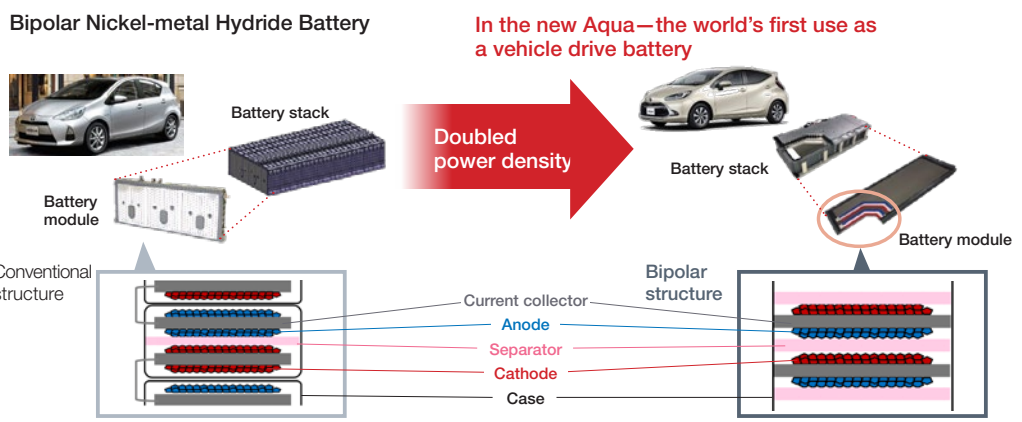 Bipolar Nickel-metal Hydride Battery
In the new Aqua—the world's first use as
a vehicle drive battery
Battery stack
Doubled
power density
Battery stack
Battery
module
Battery module
Conventional
structure
Bipolar
structure
Current collector
Anode
Separator
Cathode
Case